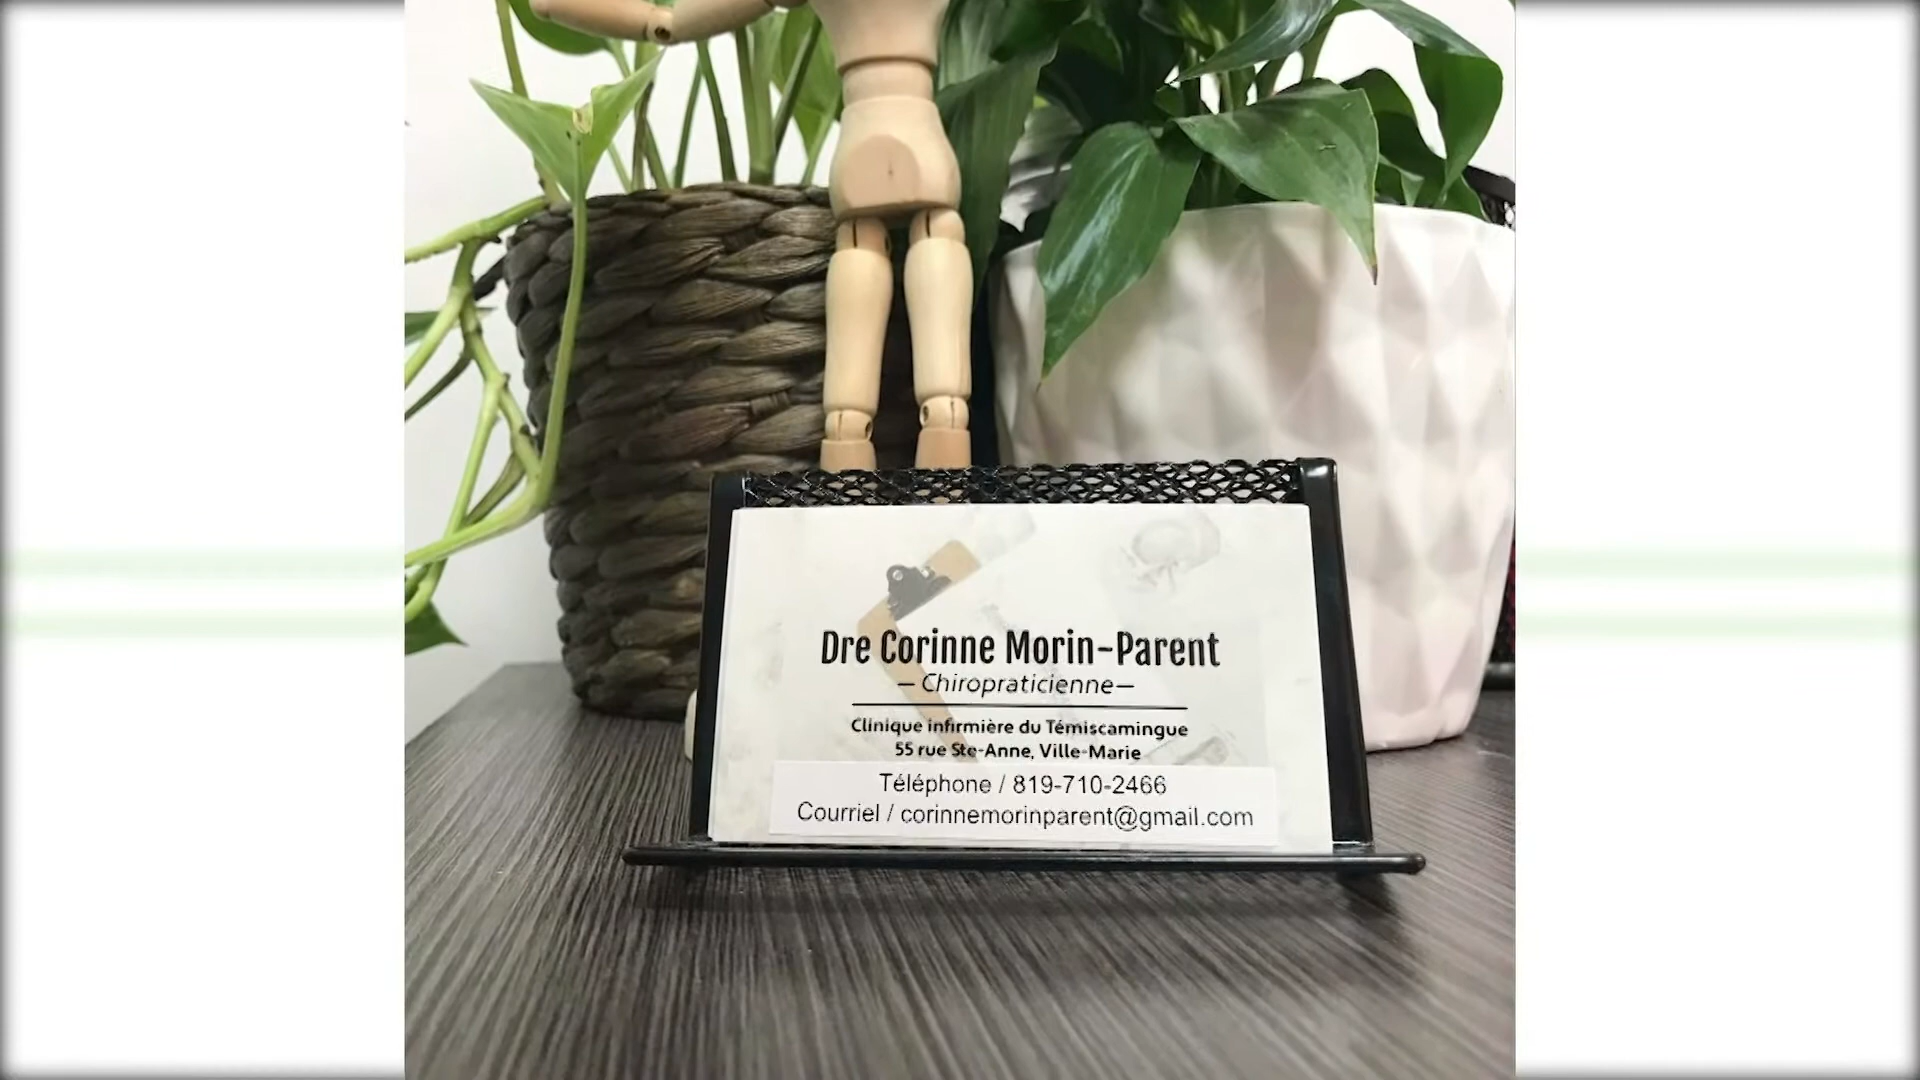 Dre Corinne Morin-Parent
— Chiropraticienne—
Clinique infirmière du Témiscamingue
55 rue Ste-Anne, Ville-Marie
Téléphone / 819-710-2466
Courriel / corinnemorinparent@gmail.com